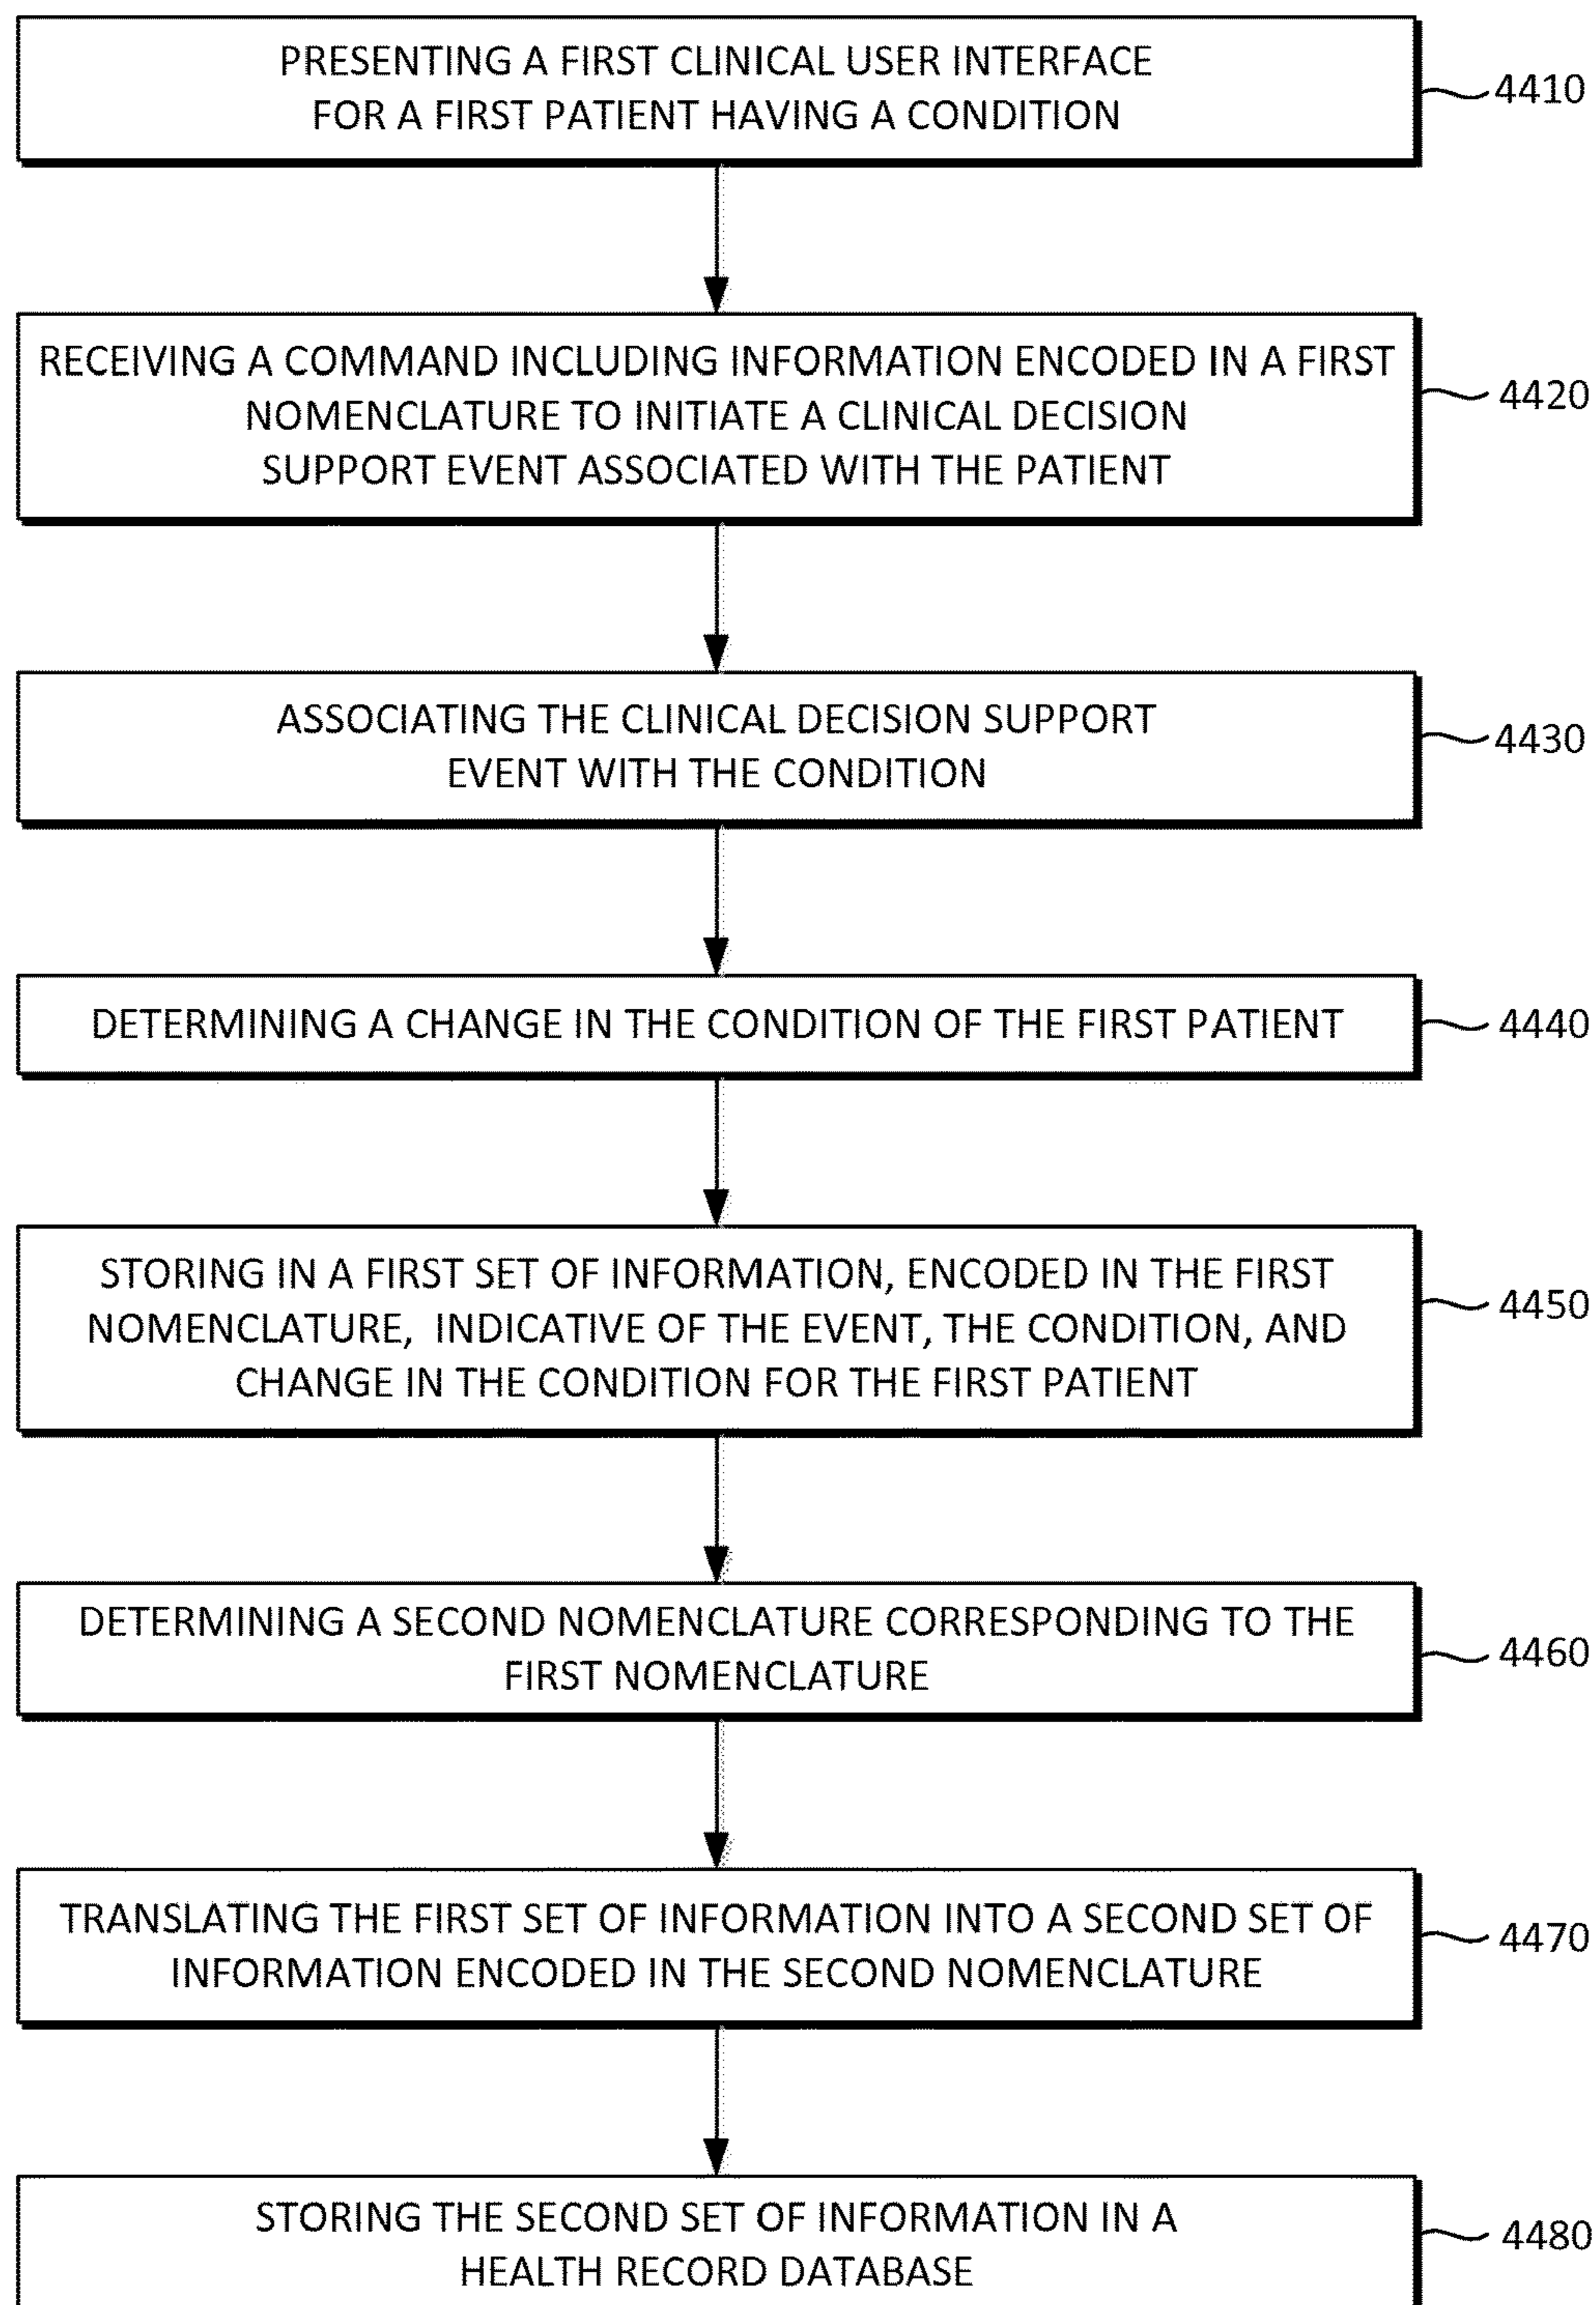 PRESENTING A FIRST CLINICAL USER INTERFACE
FOR A FIRST PATIENT HAVING A CONDITION
4410
RECEIVING A COMMAND INCLUDING INFORMATION ENCODED IN A FIRST
NOMENCLATURE TO INITIATE A CLINICAL DECISION
SUPPORT EVENT ASSOCIATED WITH THE PATIENT
4420
ASSOCIATING THE CLINICAL DECISION SUPPORT
EVENT WITH THE CONDITION
4430
DETERMINING A CHANGE IN THE CONDITION OF THE FIRST PATIENT
4440
STORING IN A FIRST SET OF INFORMATION, ENCODED IN THE FIRST
NOMENCLATURE, INDICATIVE OF THE EVENT, THE CONDITION, AND
CHANGE IN THE CONDITION FOR THE FIRST PATIENT
4450
DETERMINING A SECOND NOMENCLATURE CORRESPONDING TO THE
FIRST NOMENCLATURE
4460
TRANSLATING THE FIRST SET OF INFORMATION INTO A SECOND SET OF
INFORMATION ENCODED IN THE SECOND NOMENCLATURE
4470
STORING THE SECOND SET OF INFORMATION IN A
HEALTH RECORD DATABASE
4480